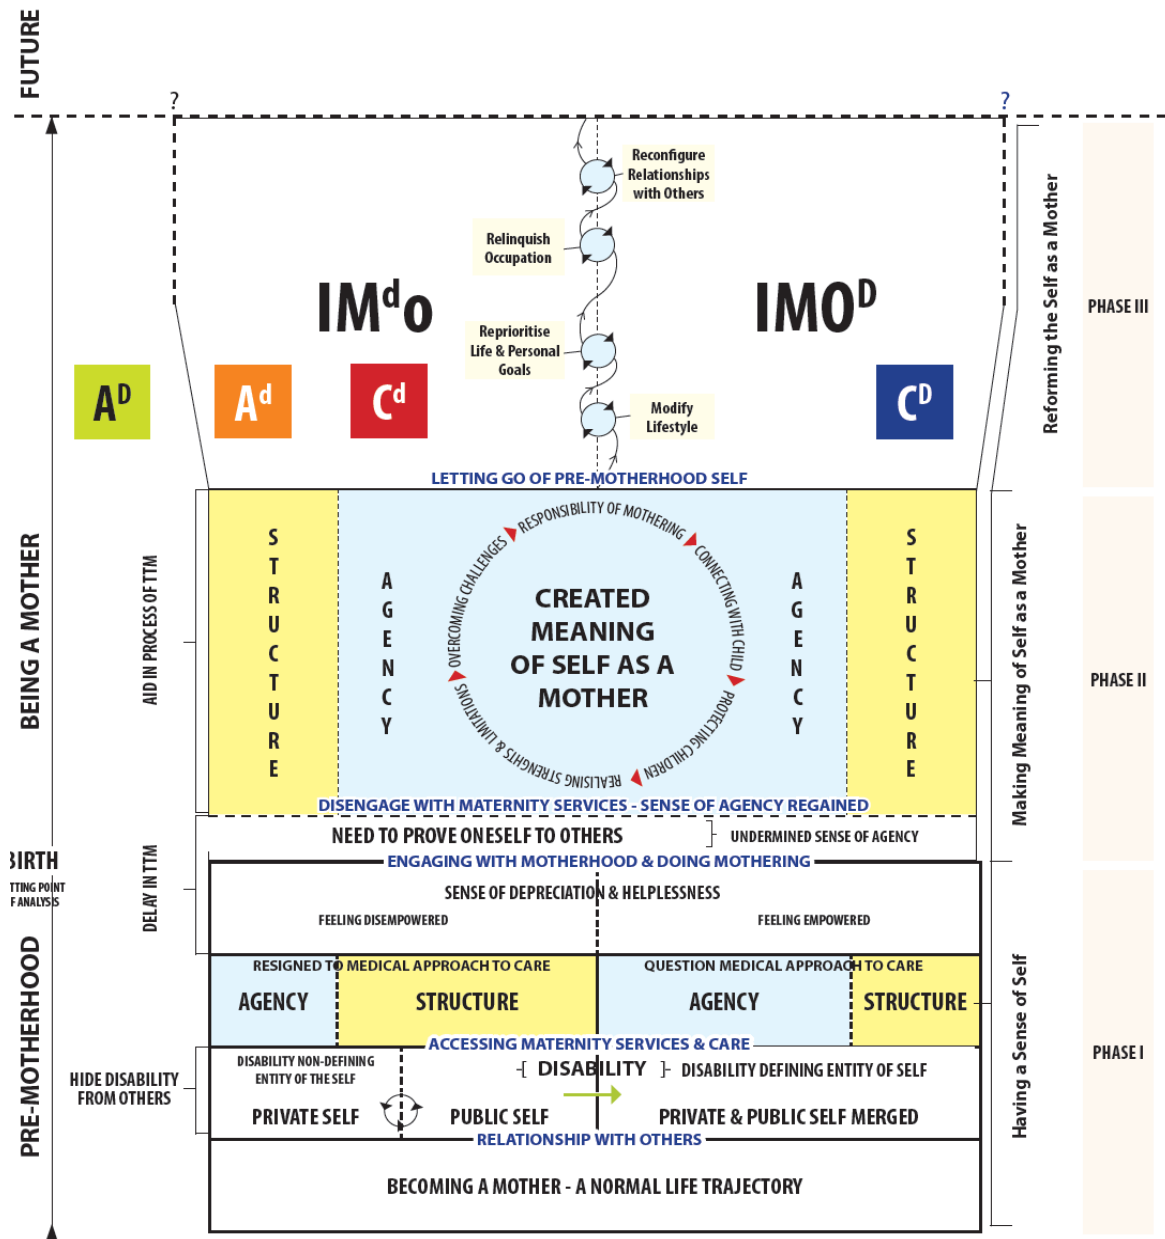 FUTURE
?
?
Reconfigure
Relationships
with Others
Relinquish
Occupation
IMᵈo
IMOᴰ
Reprioritise
Life & Personal
Goals
Modify
Lifestyle
Aᴰ
Aᵈ
Cᵈ
Cᴰ
Reforming the Self as a Mother
PHASE III
LETTING GO OF PRE-MOTHERHOOD SELF
BEING A MOTHER
AID IN PROCESS OF TTM
STRUCTURE
AGENCY
RESPONSIBILITY OF MOTHERING
CONNECTING WITH CHILD
PROTECTING CHILDREN
REALISING STRENGHTS & LIMITATIONS
OVERCOMING CHALLENGES
CREATED
MEANING
OF SELF AS A
MOTHER
AGENCY
STRUCTURE
Making Meaning of Self as a Mother
PHASE II
DISENGAGE WITH MATERNITY SERVICES - SENSE OF AGENCY REGAINED
NEED TO PROVE ONESELF TO OTHERS
UNDERMINED SENSE OF AGENCY
BIRTH
TTING POINT
F ANALYSIS
DELAY IN TTM
ENGAGING WITH MOTHERHOOD & DOING MOTHERING
SENSE OF DEPRECIATION & HELPLESSNESS
FEELING DISEMPOWERED
FEELING EMPOWERED
PRE-MOTHERHOOD
RESIGNED TO MEDICAL APPROACH TO CARE
QUESTION MEDICAL APPROACH TO CARE
AGENCY
STRUCTURE
AGENCY
STRUCTURE
Having a Sense of Self
PHASE I
ACCESSING MATERNITY SERVICES & CARE
HIDE DISABILITY
FROM OTHERS
DISABILITY NON-DEFINING
ENTITY OF THE SELF
DISABILITY
DISABILITY DEFINING ENTITY OF SELF
PRIVATE SELF
PUBLIC SELF
PRIVATE & PUBLIC SELF MERGED
RELATIONSHIP WITH OTHERS
BECOMING A MOTHER - A NORMAL LIFE TRAJECTORY